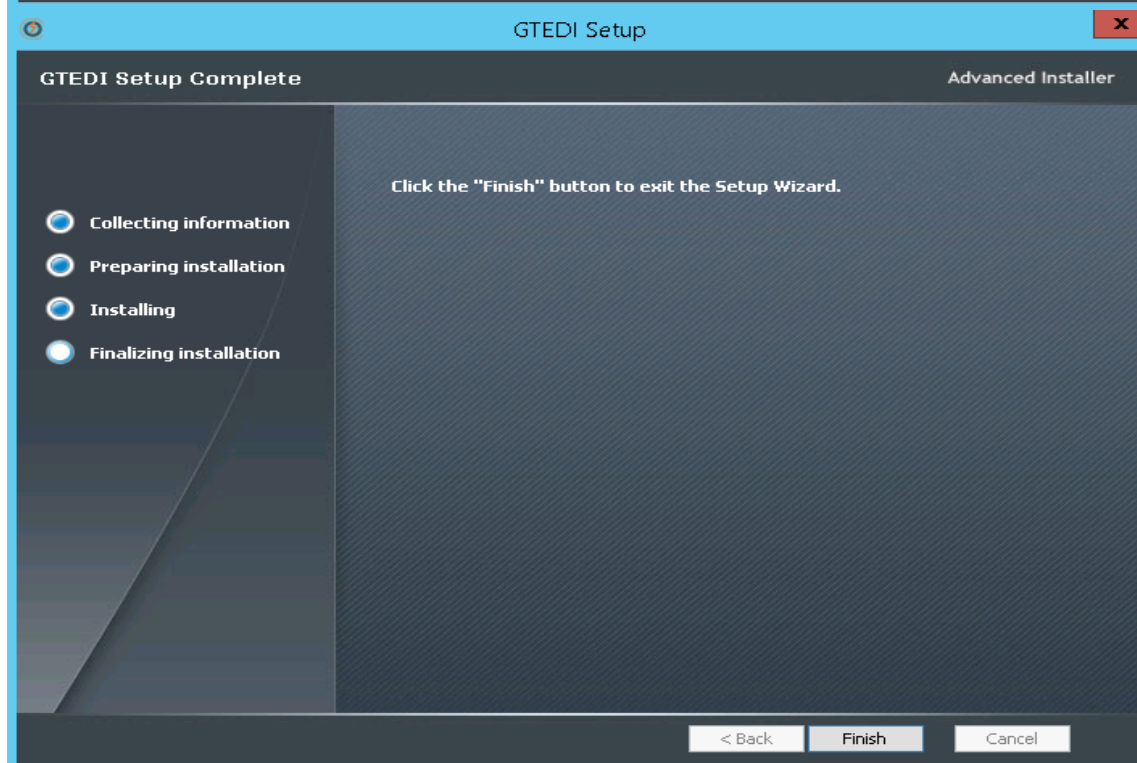 GTEDI Setup
x
GTEDI Setup Complete
Advanced Installer
Click the "Finish" button to exit the Setup Wizard.
Collecting information
Preparing installation
Installing
Finalizing installation
< Back
Finish
Cancel